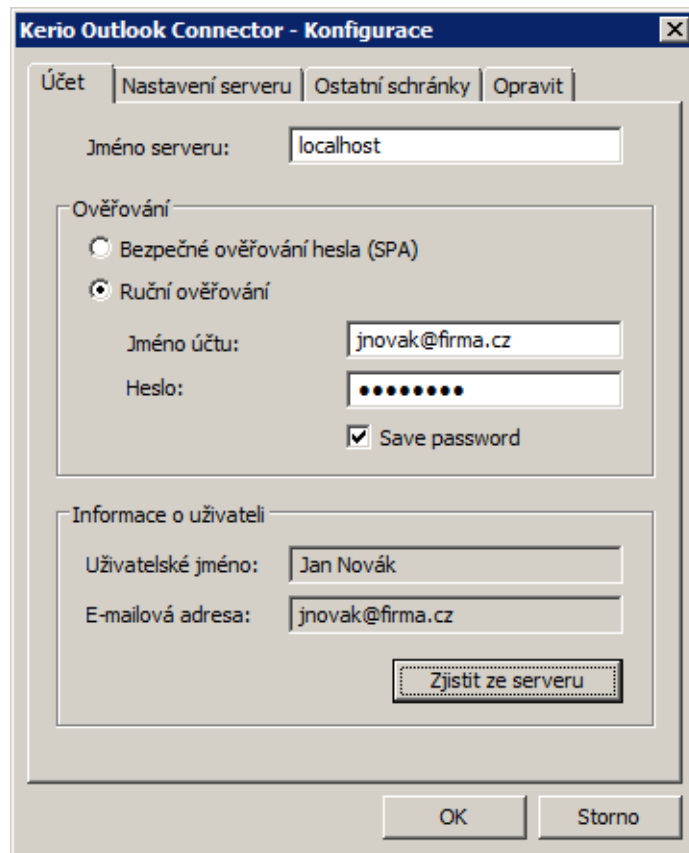 Kerio Outlook Connector - Konfigurace
Účet Nastavení serveru Ostatní schránky Opravit
Jméno serveru: localhost
Ověřování
Bezpečné ověřování hesla (SPA)
Ruční ověřování
Jméno účtu: jnovak@firma.cz
Heslo: ●●●●●●●●
Save password
Informace o uživateli
Uživatelské jméno: Jan Novák
E-mailová adresa: jnovak@firma.cz
Zjistit ze serveru
OK Storno